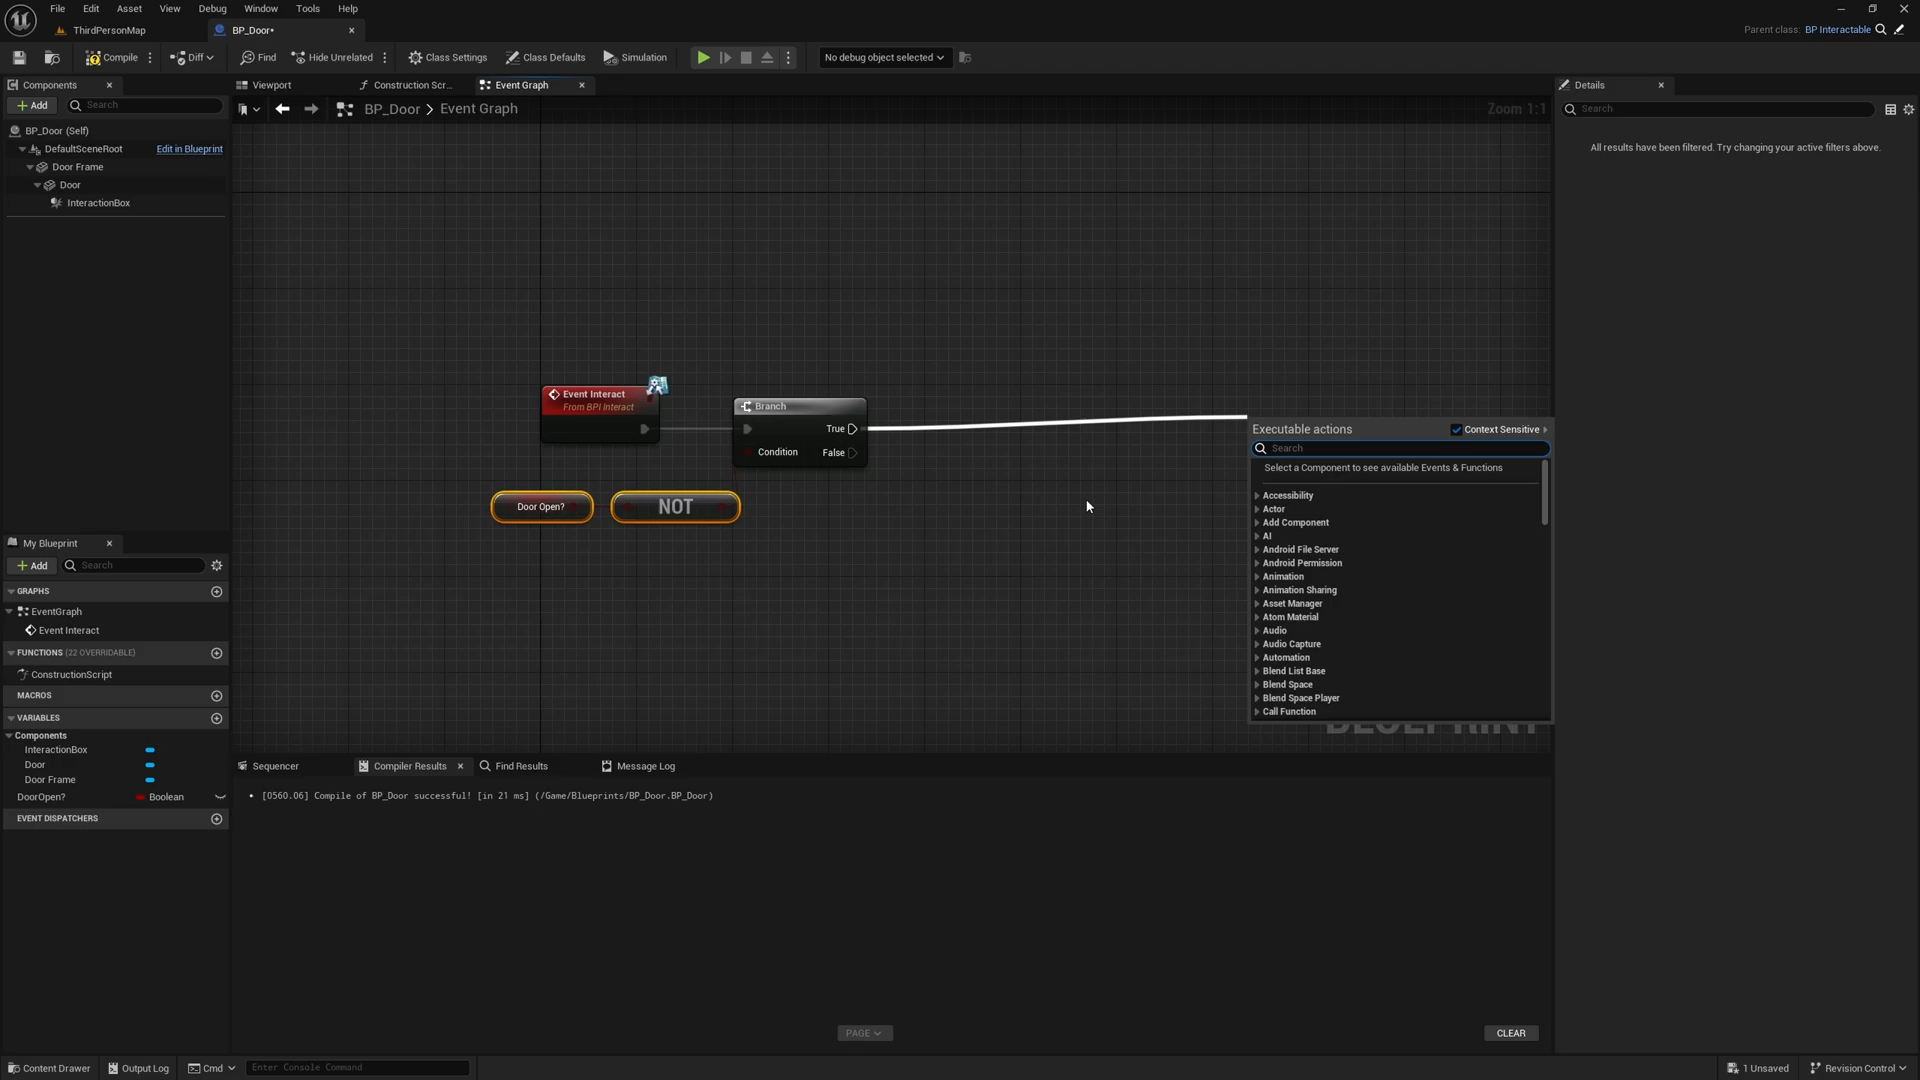 File Edit Asset View Debug Window Tools Help
ThirdPersonMap
BP_Door•
Parent class: BP Interactable
Compile
Diff
Find
Hide Unrelated
Class Settings
Class Defaults
Simulation
No debug object selected
Components
Add
Search
BP_Door (Self)
DefaultSceneRoot
Edit in Blueprint
Door Frame
Door
InteractionBox
Viewport
Construction Scr...
Event Graph
BP_Door > Event Graph
Zoom 1:1
Event Interact
From BPI Interact
Branch
True
Condition
False
Door Open?
NOT
Executable actions
Context Sensitive
Search
Select a Component to see available Events & Functions
Accessibility
Actor
Add Component
AI
Android File Server
Android Permission
Animation
Animation Sharing
Asset Manager
Atom Material
Audio
Audio Capture
Automation
Blend List Base
Blend Space
Blend Space Player
Call Function
BLUEPRINT
Details
Search
All results have been filtered. Try changing your active filters above.
My Blueprint
Add
Search
GRAPHS
EventGraph
Event Interact
FUNCTIONS (22 OVERRIDABLE)
ConstructionScript
MACROS
VARIABLES
Components
InteractionBox
Door
Door Frame
DoorOpen?
Boolean
EVENT DISPATCHERS
Sequencer
Compiler Results
Find Results
Message Log
[0560.06] Compile of BP_Door successful! [in 21 ms] (/Game/Blueprints/BP_Door.BP_Door)
PAGE
CLEAR
Content Drawer
Output Log
Cmd
Enter Console Command
1 Unsaved
Revision Control